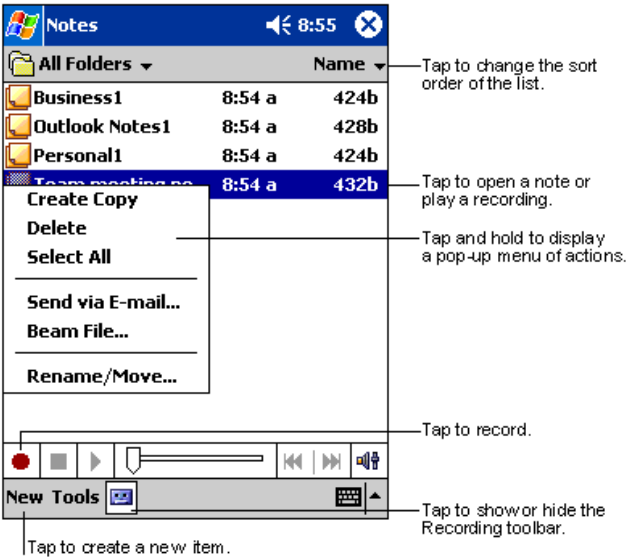 Notes 8:55
All Folders Name
Tap to change the sort
order of the list.
Business1 8:54 a 424b
Outlook Notes1 8:54 a 428b
Personal1 8:54 a 424b
Team meeting no 8:54 a 432b
Tap to open a note or
play a recording.
Create Copy
Delete
Select All
Tap and hold to display
a pop-up menu of actions.
Send via E-mail...
Beam File...
Rename/Move...
Tap to record.
New Tools
Tap to show or hide the
Recording toolbar.
Tap to create a new item.